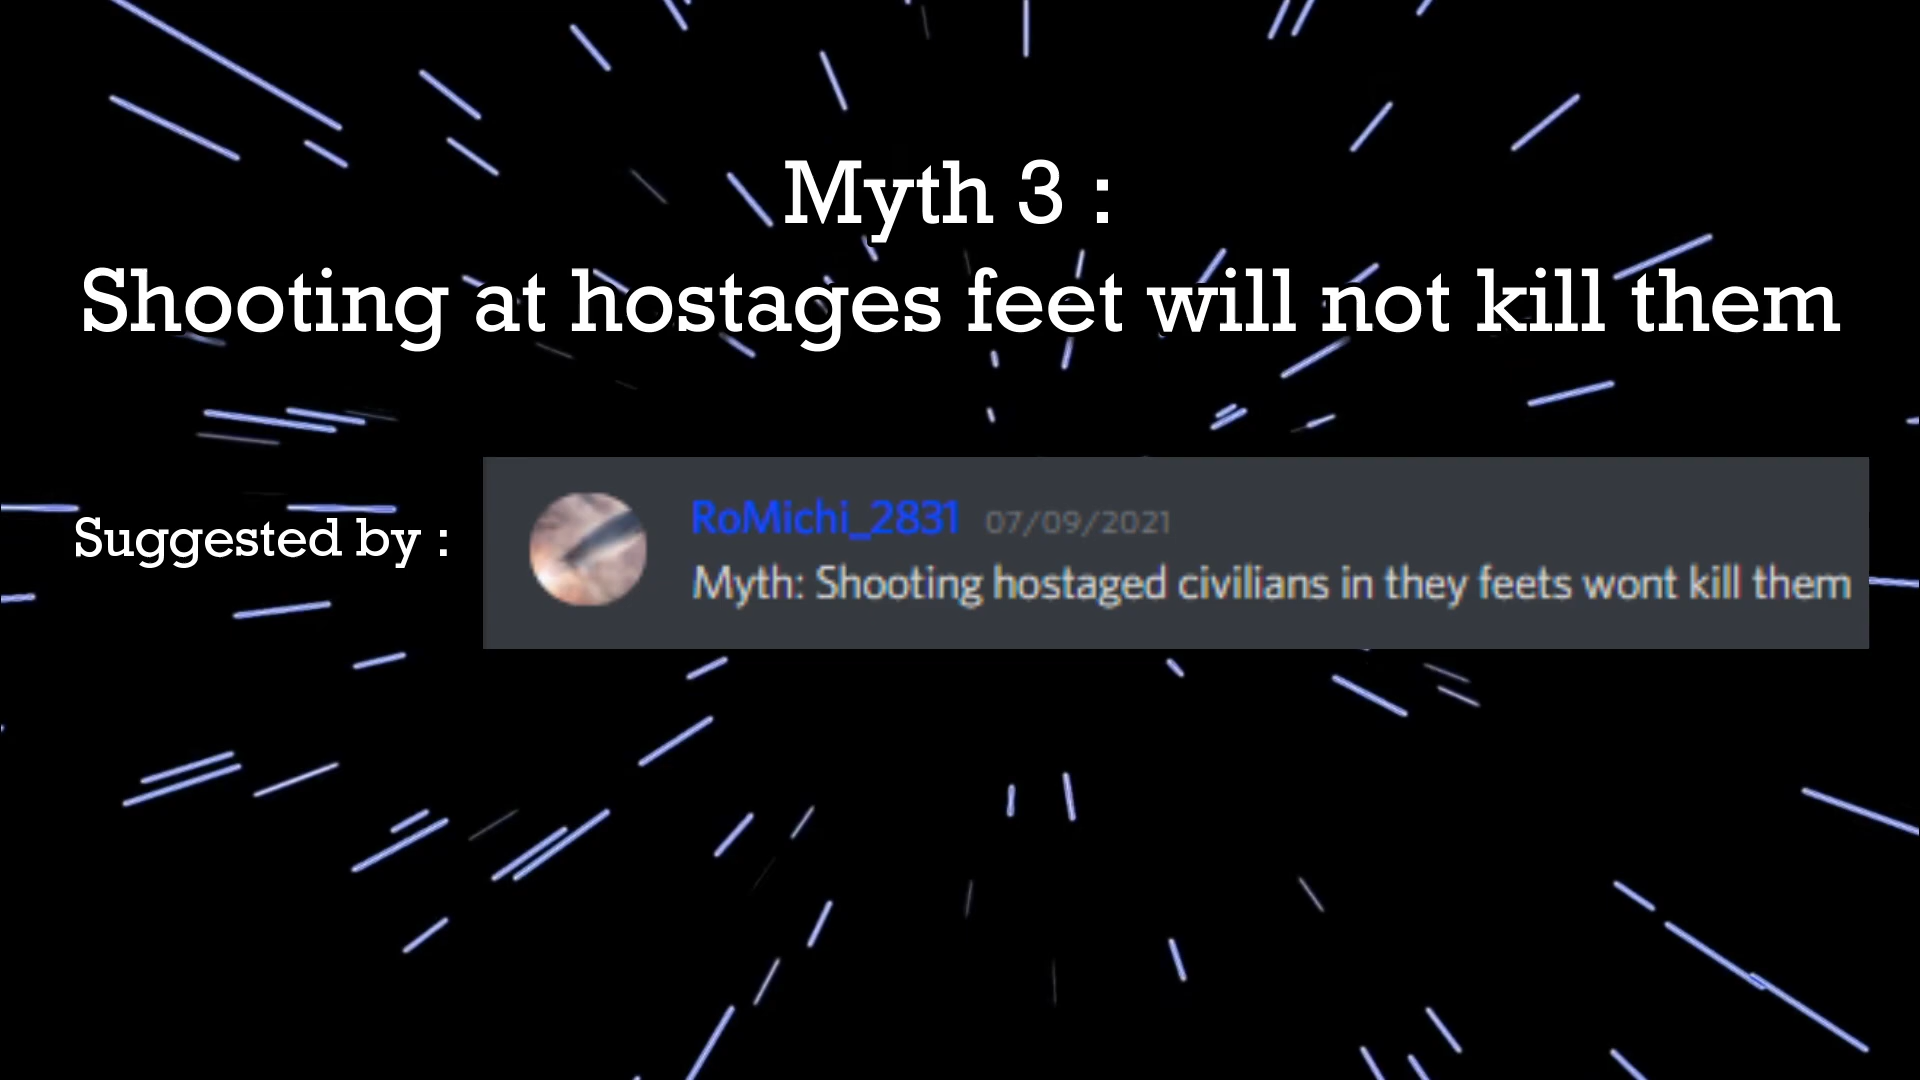 Myth 3 :
Shooting at hostages feet will not kill them
Suggested by :
RoMichi_2831 07/09/2021
Myth: Shooting hostaged civilians in they feets wont kill them